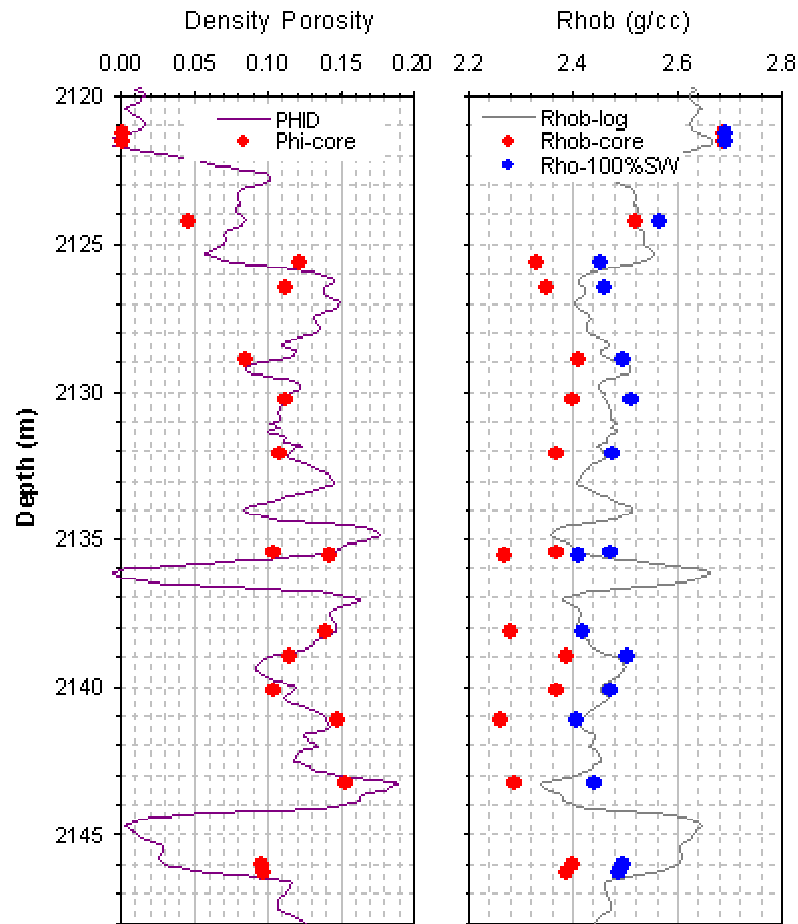 Density Porosity Rhob (g/cc)
0.00 0.05 0.10 0.15 0.20 2.2 2.4 2.6 2.8
2120
PHID Rhob-log
Phi-core Rhob-core
Rho-100%SW
2125
2130
Depth (m)
2135
2140
2145